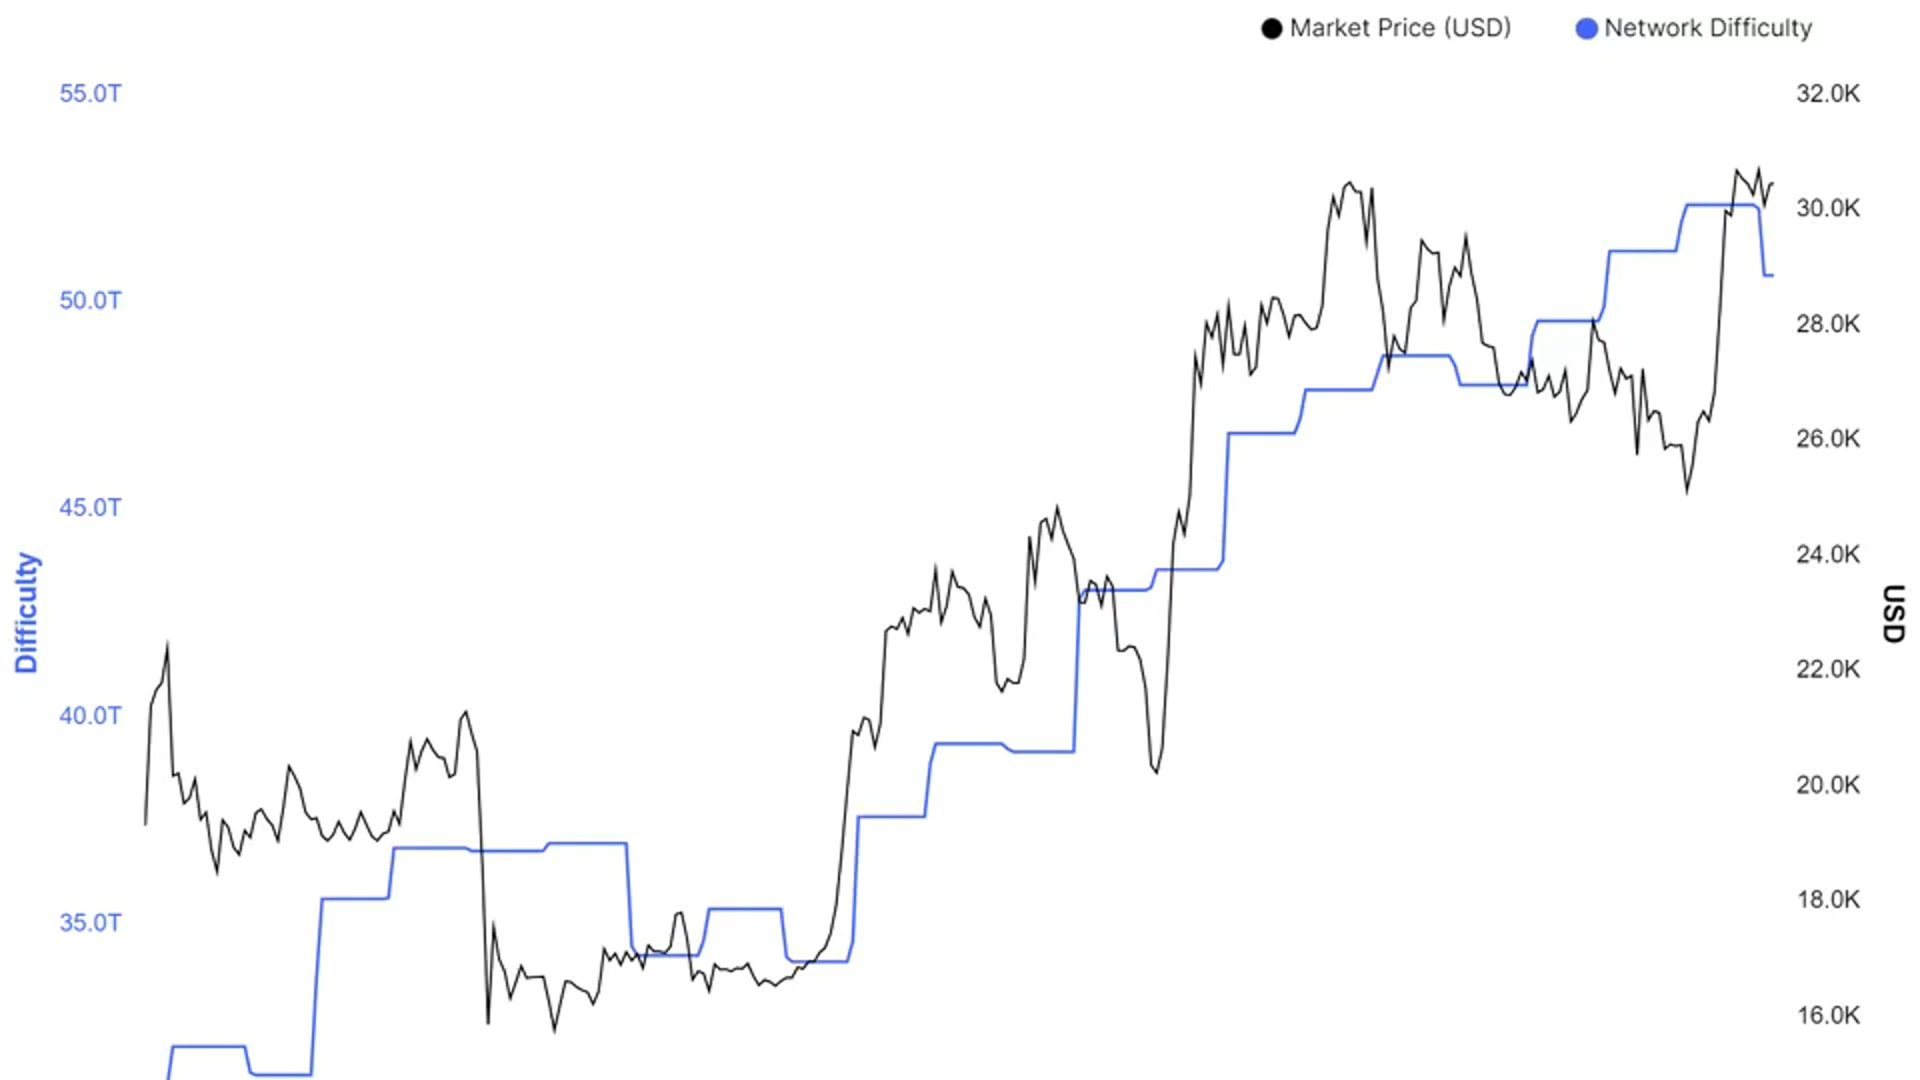 Market Price (USD) Network Difficulty
55.0T
50.0T
45.0T
40.0T
35.0T
Difficulty
32.0K
30.0K
28.0K
26.0K
24.0K
22.0K
20.0K
18.0K
16.0K
USD